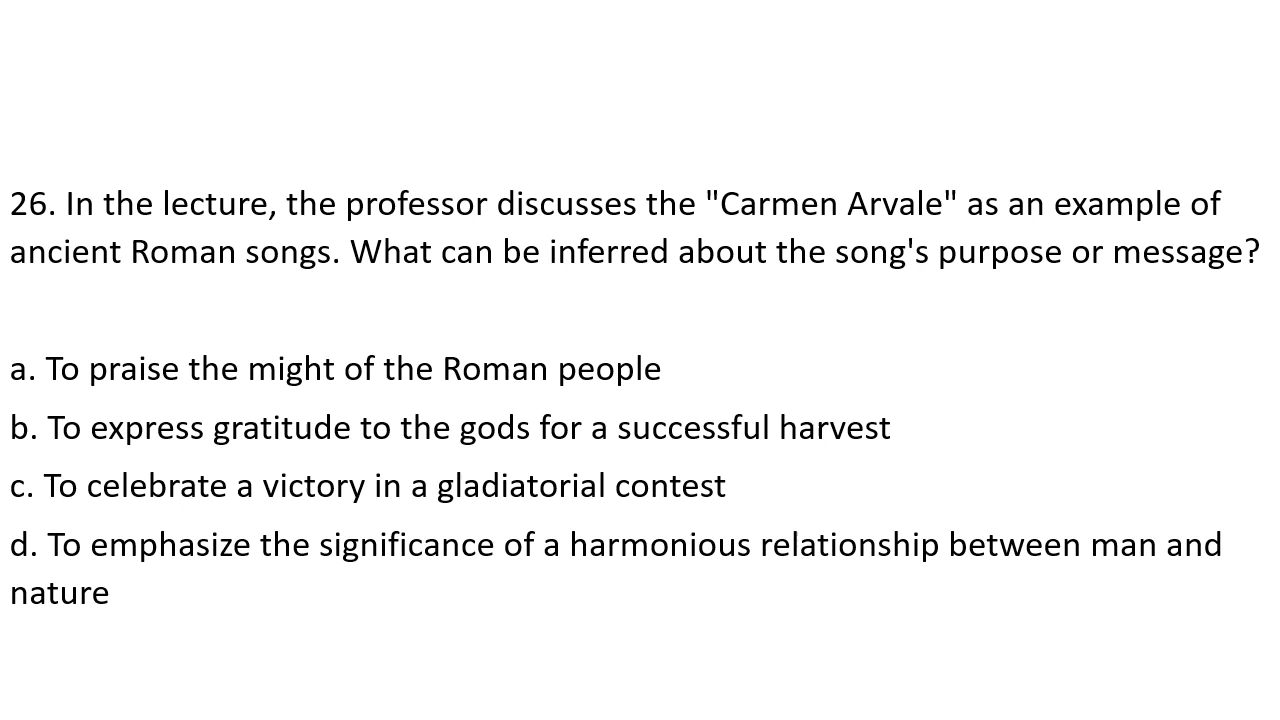 26. In the lecture, the professor discusses the "Carmen Arvale" as an example of
ancient Roman songs. What can be inferred about the song's purpose or message?
a. To praise the might of the Roman people
b. To express gratitude to the gods for a successful harvest
c. To celebrate a victory in a gladiatorial contest
d. To emphasize the significance of a harmonious relationship between man and
nature